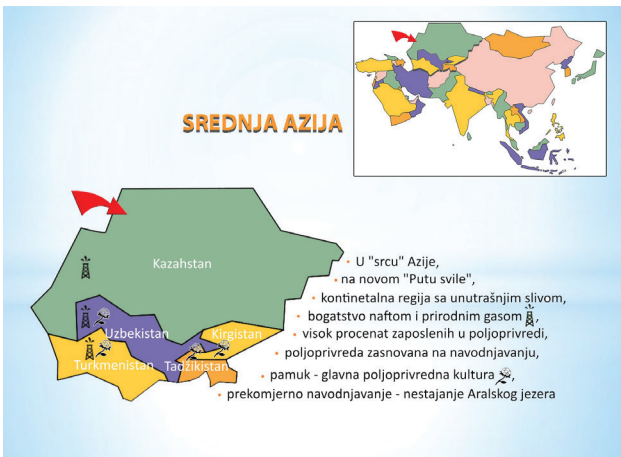 SREDNJA AZIJA
Kazahstan
Uzbekistan
Kirgistan
Turkmenistan
Tadžikistan
• U "srcu" Azije,
• na novom "Putu svile",
• kontinetalna regija sa unutrašnjim slivom,
• bogatstvo naftom i prirodnim gasom ,
• visok procenat zaposlenih u poljoprivredi,
• poljoprivreda zasnovana na navodnjavanju,
• pamuk - glavna poljoprivredna kultura ,
• prekomjerno navodnjavanje - nestajanje Aralskog jezera